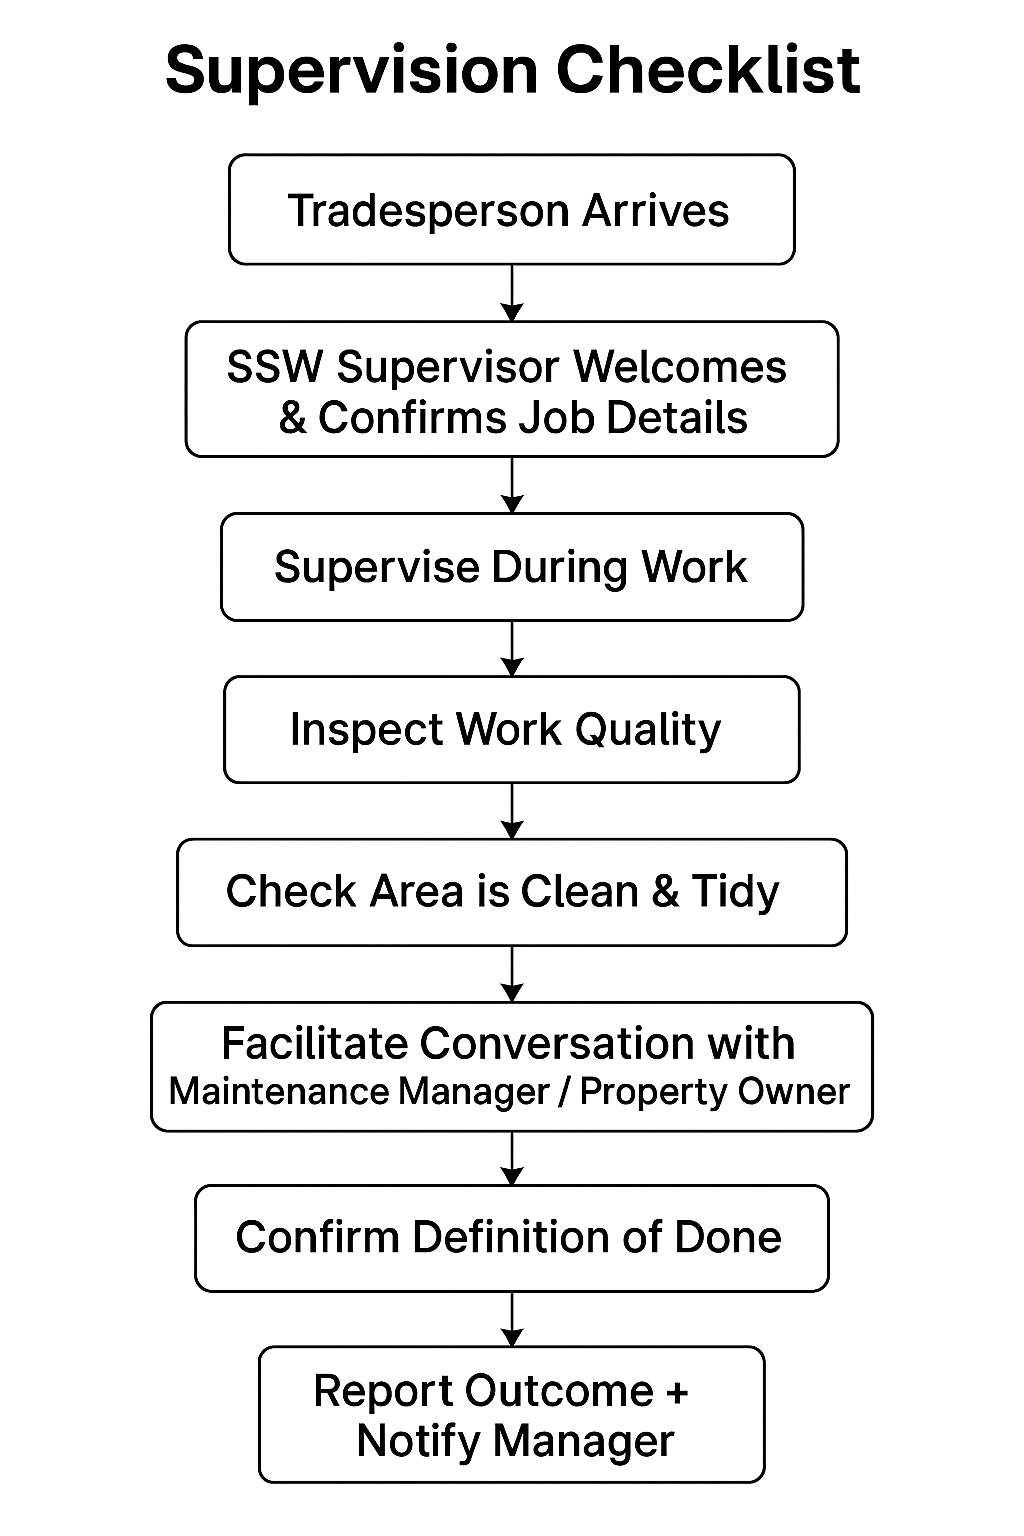 Supervision Checklist
Tradesperson Arrives
SSW Supervisor Welcomes
& Confirms Job Details
Supervise During Work
Inspect Work Quality
Check Area is Clean & Tidy
Facilitate Conversation with
Maintenance Manager / Property Owner
Confirm Definition of Done
Report Outcome +
Notify Manager